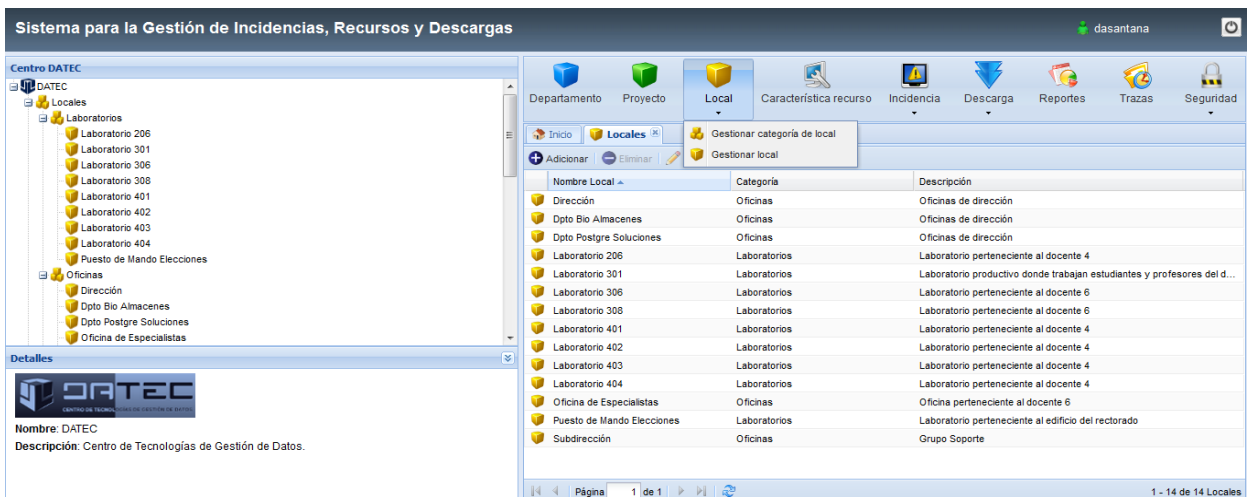 Sistema para la Gestión de Incidencias, Recursos y Descargas
dasantana
Centro DATEC
DATEC
Locales
Laboratorios
Laboratorio 206
Laboratorio 301
Laboratorio 306
Laboratorio 308
Laboratorio 401
Laboratorio 402
Laboratorio 403
Laboratorio 404
Puesto de Mando Elecciones
Oficinas
Dirección
Dpto Bio Almacenes
Dpto Postgre Soluciones
Oficina de Especialistas
Detalles
DATEC
Nombre: DATEC
Descripción: Centro de Tecnologías de Gestión de Datos.
Departamento Proyecto Local Característica recurso Incidencia Descarga Reportes Trazas Seguridad
Inicio Locales
Gestionar categoría de local
Gestionar local
Adicionar Eliminar
Nombre Local Categoría Descripción
Dirección Oficinas Oficinas de dirección
Dpto Bio Almacenes Oficinas Oficinas de dirección
Dpto Postgre Soluciones Oficinas Oficinas de dirección
Laboratorio 206 Laboratorios Laboratorio perteneciente al docente 4
Laboratorio 301 Laboratorios Laboratorio productivo donde trabajan estudiantes y profesores del d...
Laboratorio 306 Laboratorios Laboratorio perteneciente al docente 6
Laboratorio 308 Laboratorios Laboratorio perteneciente al docente 6
Laboratorio 401 Laboratorios Laboratorio perteneciente al docente 4
Laboratorio 402 Laboratorios Laboratorio perteneciente al docente 4
Laboratorio 403 Laboratorios Laboratorio perteneciente al docente 4
Laboratorio 404 Laboratorios Laboratorio perteneciente al docente 4
Oficina de Especialistas Oficinas Oficina perteneciente al docente 6
Puesto de Mando Elecciones Laboratorios Laboratorio perteneciente al edificio del rectorado
Subdirección Oficinas Grupo Soporte
Página 1 de 1
1 - 14 de 14 Locales